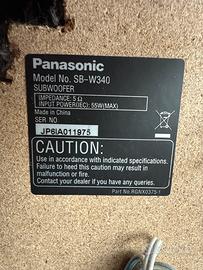 Panasonic
Model No. SB-W340
SUBWOOFER
IMPEDANCE: 5 Ω
INPUT POWER(IEC): 55W(MAX)
Made in China
SER NO
JP6IA011975
CAUTION:
Use in accordance with indicated specifications.
Failure to heed this caution may result in
malfunction or fire.
Contact your dealer if you have any questions.
Part No.RGNX0375-1